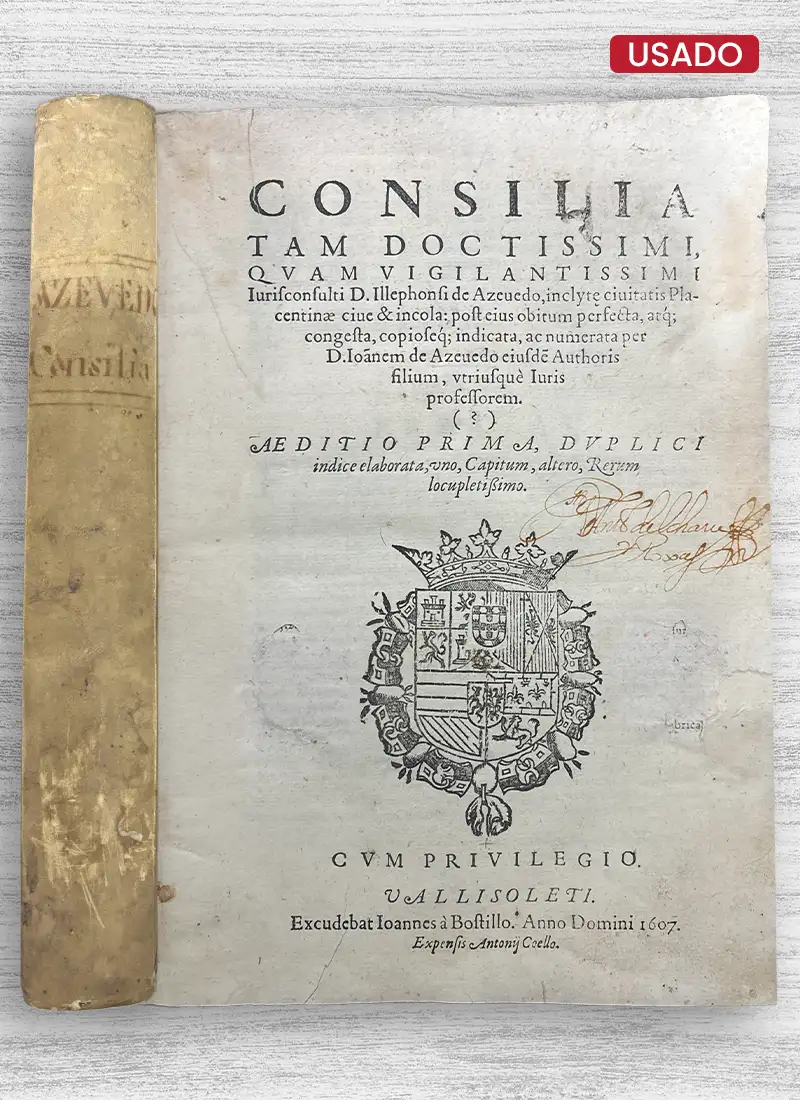 USADO
AZEVEDO
Consilia
CONSILIA
TAM DOCTISSIMI,
QVAM VIGILANTISSIMI
Iurisconsulti D. Illephonsi de Azeuedo, inclytę ciuitatis Pla-
centinæ ciue & incola: post eius obitum perfecta, atq;
congesta, copioseq́; indicata, ac numerata per
D. Ioãnem de Azeuedo eiusdẽ Authoris
filium, vtriusquè Iuris
professorem.
(?)
AEDITIO PRIMA, DVPLICI
indice elaborata, vno, Capitum, altero, Rerum
locupletißimo.
CVM PRIVILEGIO.
VALLISOLETI.
Excudebat Ioannes à Bostillo. Anno Domini 1607.
Expensis Antonij Coello.